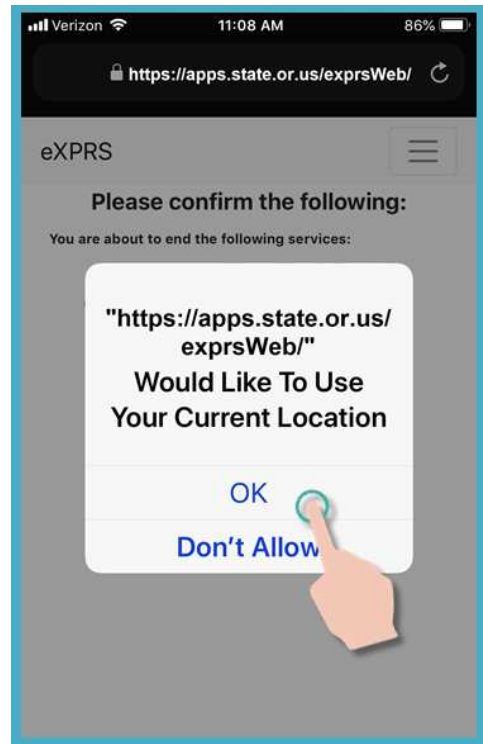 Verizon 11:08 AM 86%
https://apps.state.or.us/exprsWeb/
eXPRS
Please confirm the following:
You are about to end the following services:
"https://apps.state.or.us/
exprsWeb/"
Would Like To Use
Your Current Location
OK
Don't Allow